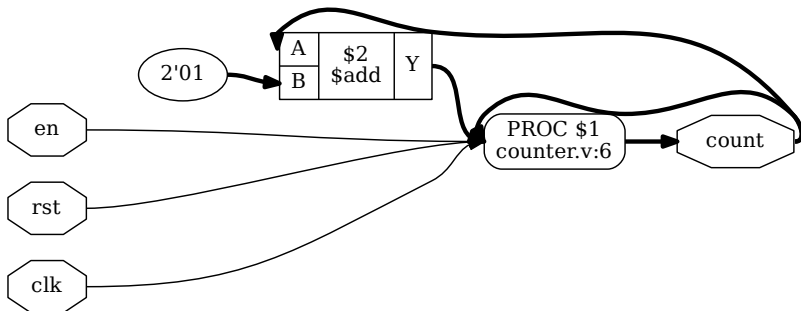 A
B
$2
$add
Y
2'01
en
PROC $1
counter.v:6
count
rst
clk